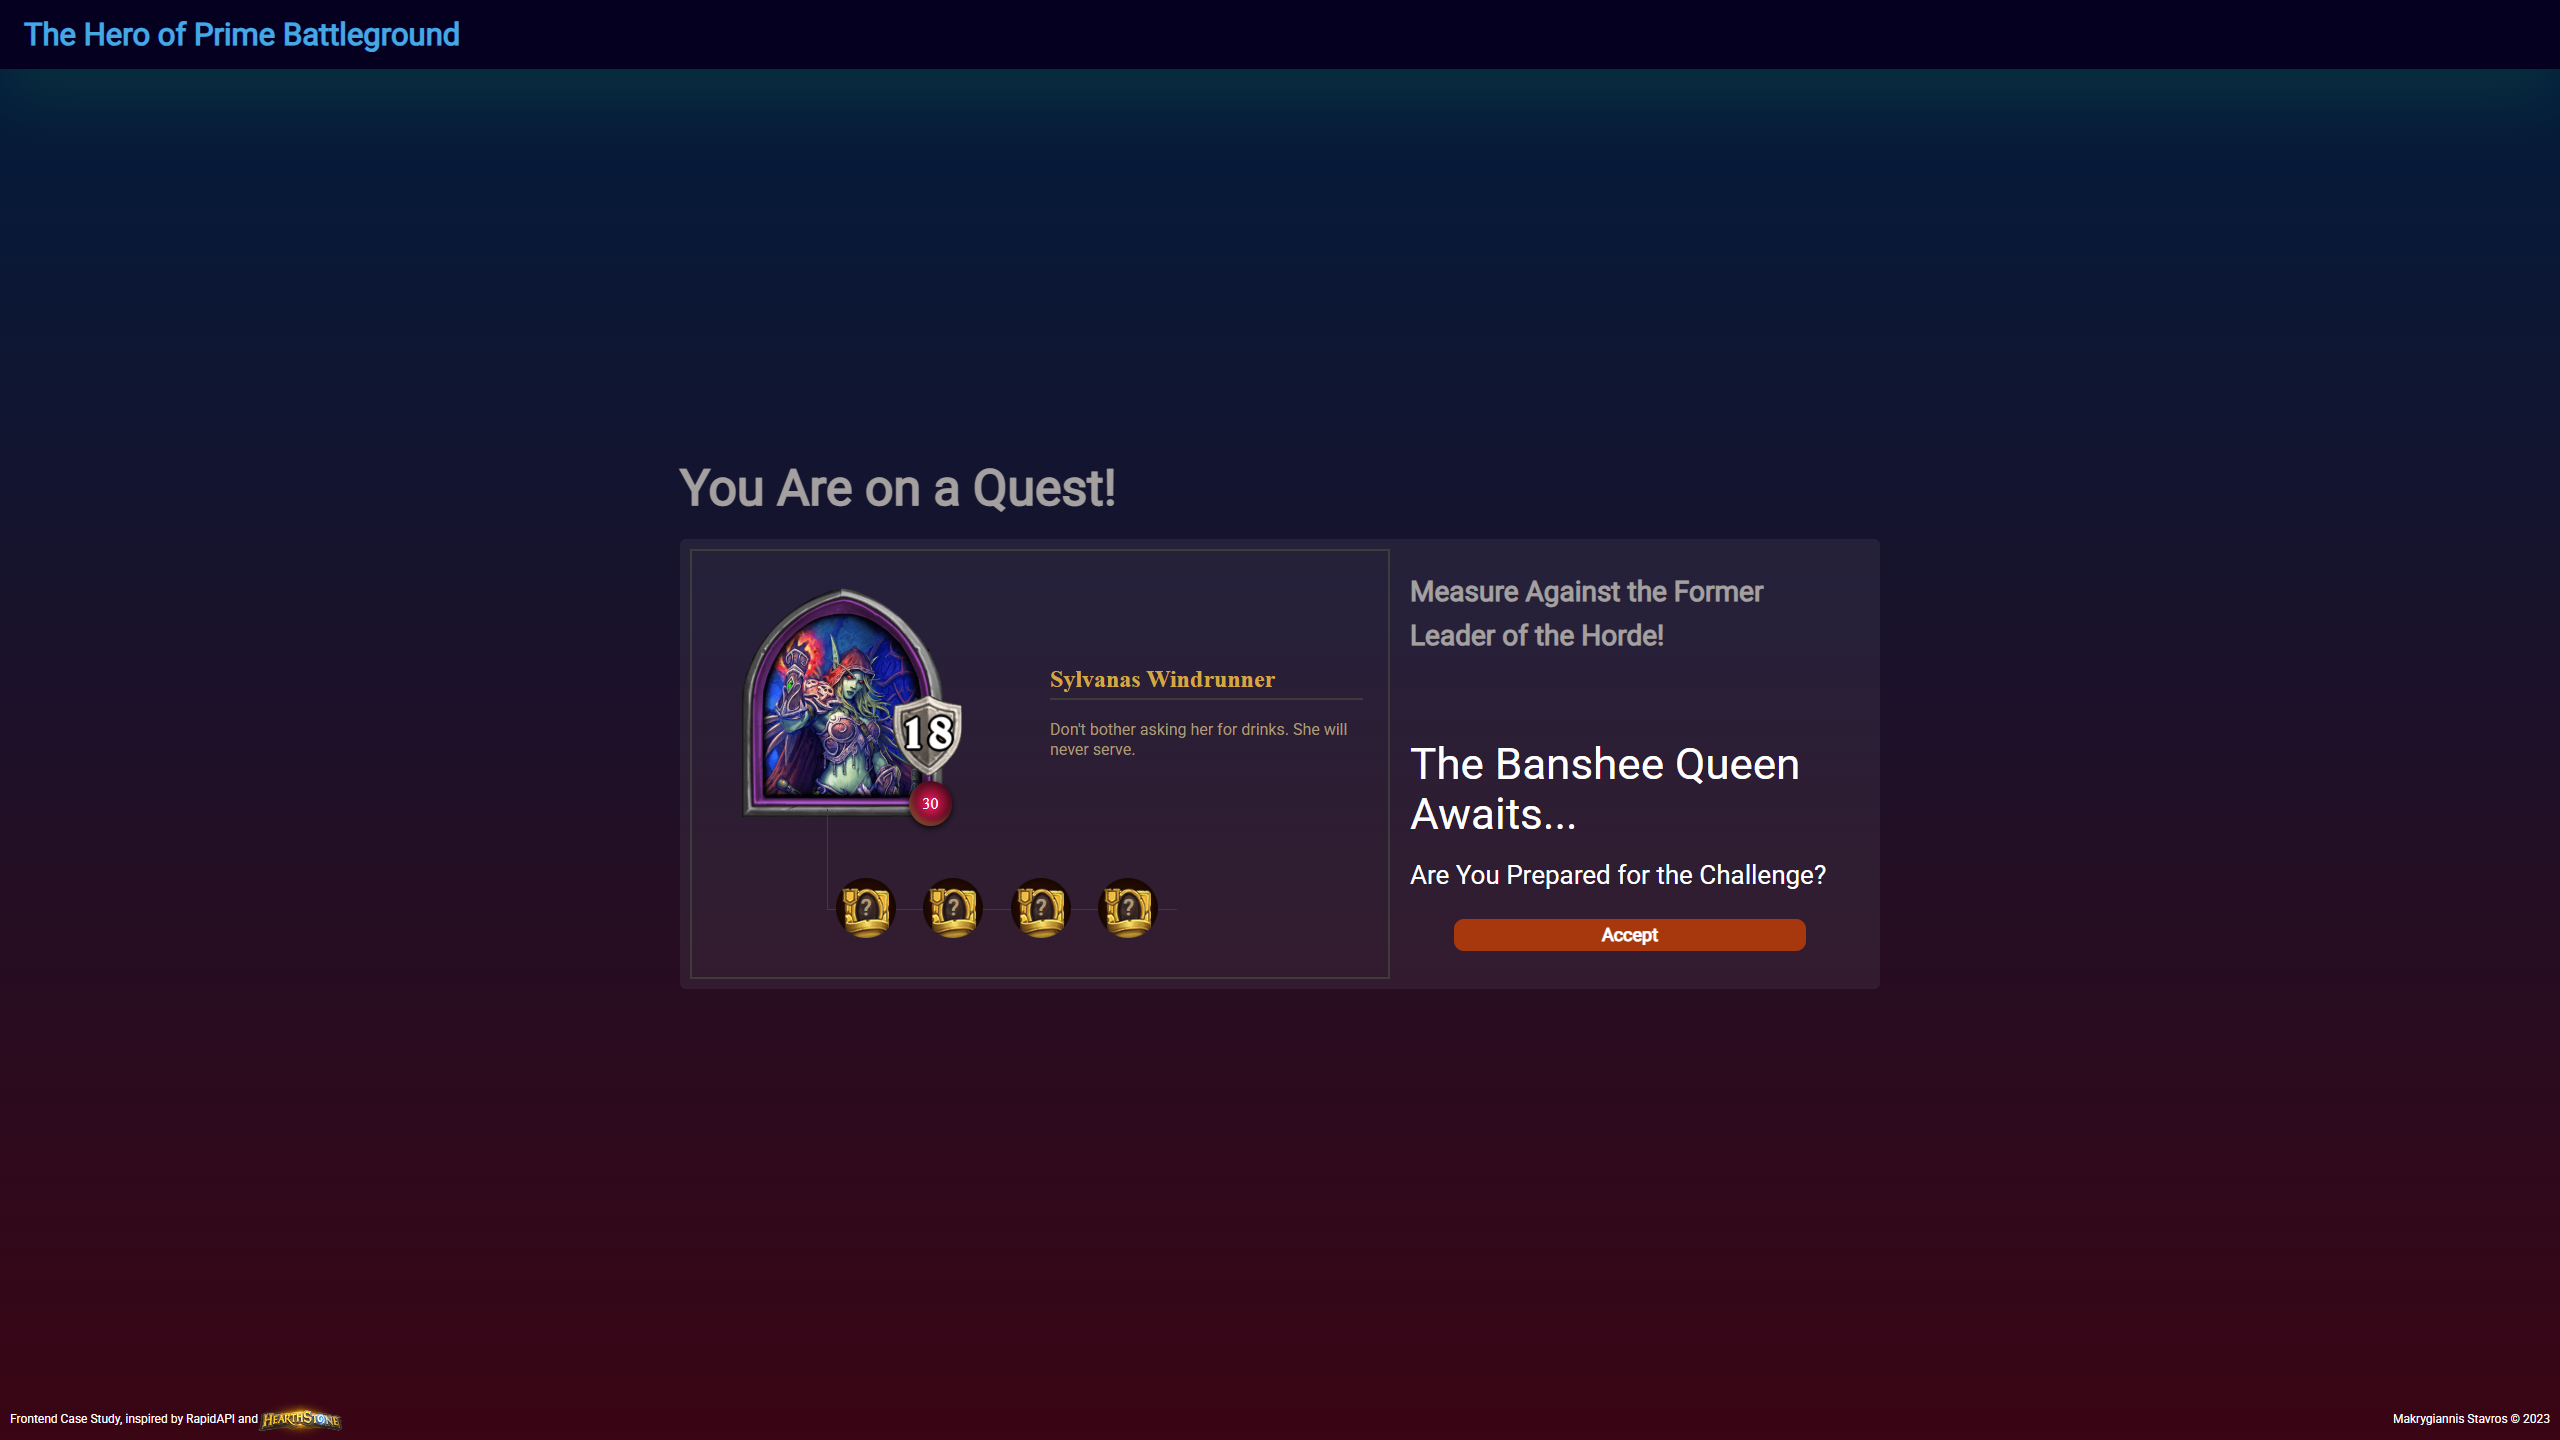 The Hero of Prime Battleground
You Are on a Quest!
18
30
Sylvanas Windrunner
Don't bother asking her for drinks. She will
never serve.
?
?
?
?
Measure Against the Former
Leader of the Horde!
The Banshee Queen
Awaits...
Are You Prepared for the Challenge?
Accept
Frontend Case Study, inspired by RapidAPI and HEARTHSTONE
Makrygiannis Stavros © 2023